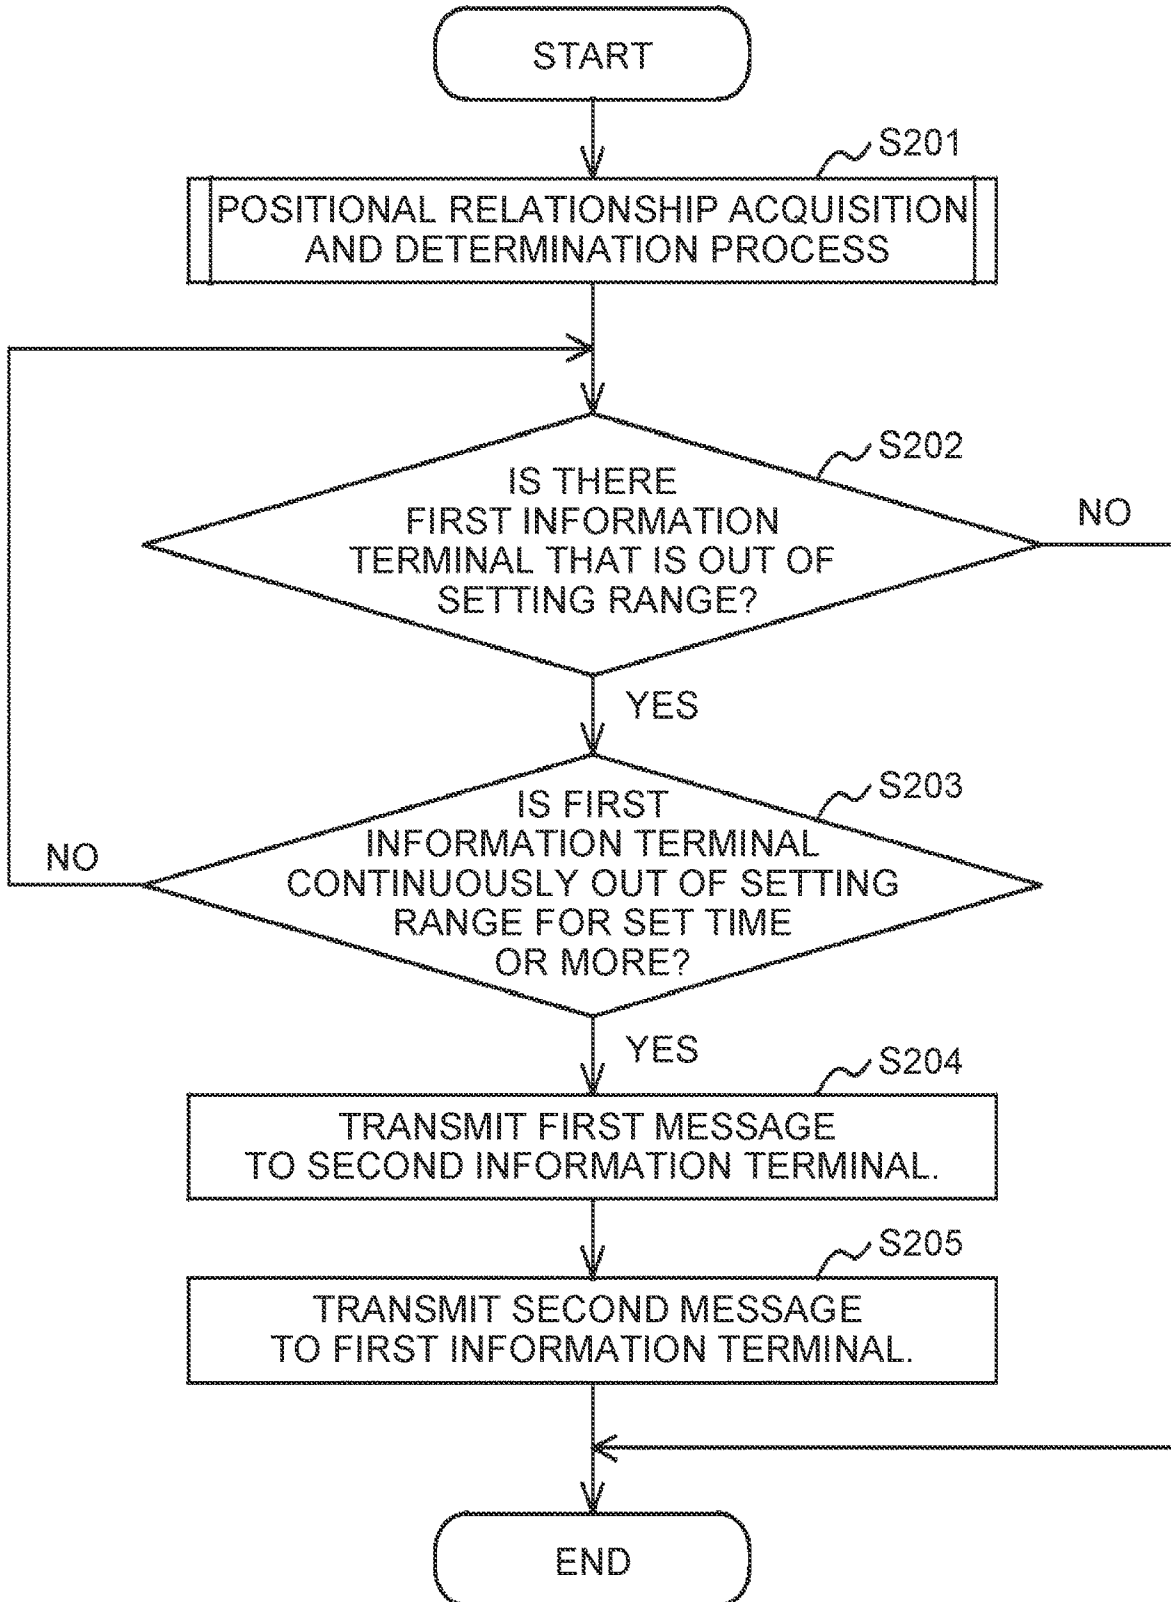 START
S201
POSITIONAL RELATIONSHIP ACQUISITION
AND DETERMINATION PROCESS
S202
IS THERE
FIRST INFORMATION
TERMINAL THAT IS OUT OF
SETTING RANGE?
NO
YES
S203
IS FIRST
INFORMATION TERMINAL
CONTINUOUSLY OUT OF SETTING
RANGE FOR SET TIME
OR MORE?
NO
YES
S204
TRANSMIT FIRST MESSAGE
TO SECOND INFORMATION TERMINAL.
S205
TRANSMIT SECOND MESSAGE
TO FIRST INFORMATION TERMINAL.
END